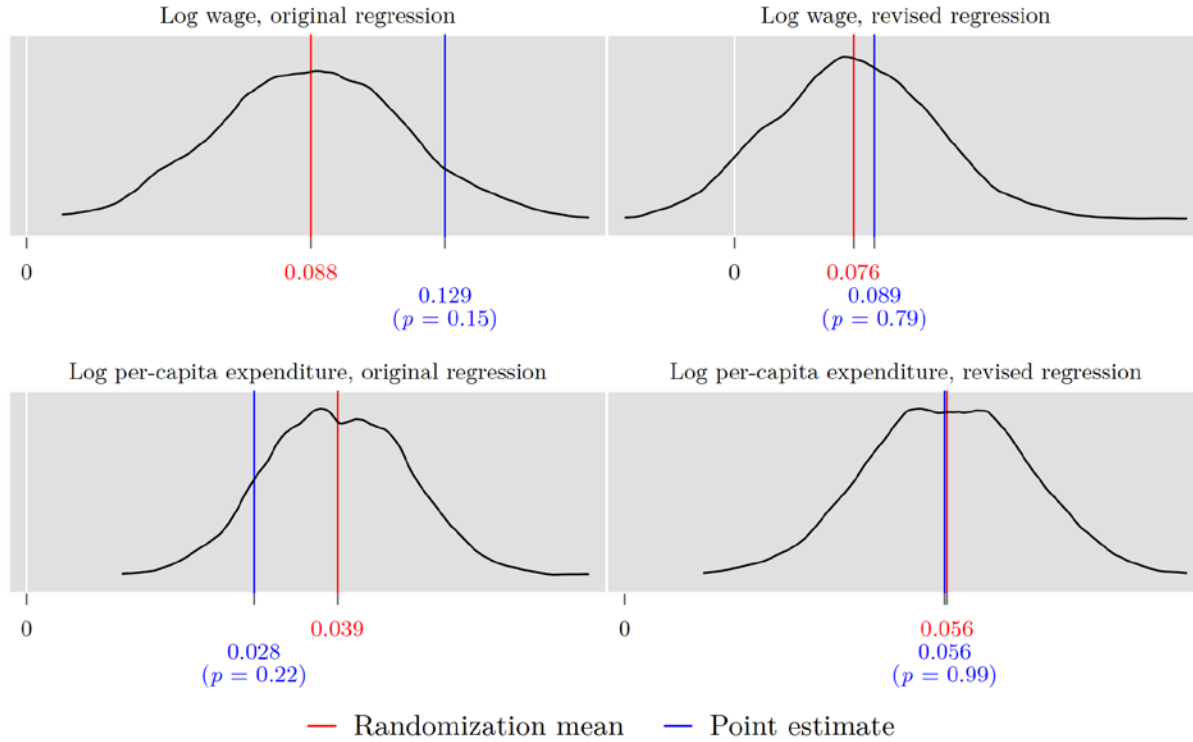 Log wage, original regression
0
0.088
0.129
(p = 0.15)
Log wage, revised regression
0
0.076
0.089
(p = 0.79)
Log per-capita expenditure, original regression
0
0.039
0.028
(p = 0.22)
Log per-capita expenditure, revised regression
0
0.056
0.056
(p = 0.99)
Randomization mean
Point estimate